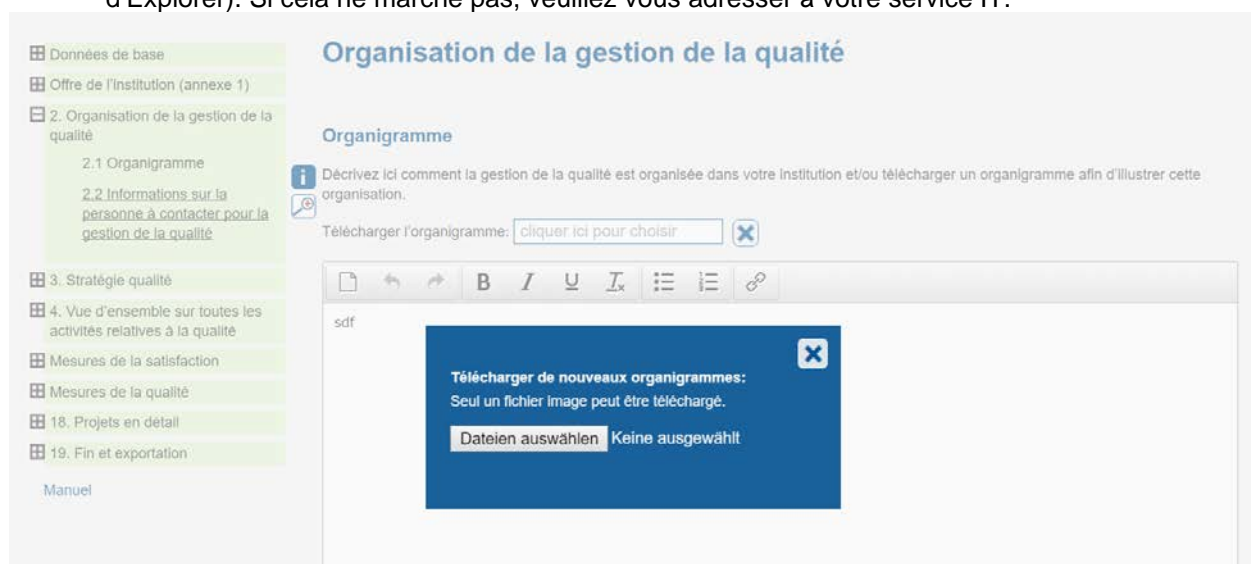 d'Explorer). Si cela ne marche pas, veuillez vous adresser à votre service IT.
Données de base
Offre de l'institution (annexe 1)
2. Organisation de la gestion de la
qualité
2.1 Organigramme
2.2 Informations sur la
personne à contacter pour la
gestion de la qualité
3. Stratégie qualité
4. Vue d'ensemble sur toutes les
activités relatives à la qualité
Mesures de la satisfaction
Mesures de la qualité
18. Projets en détail
19. Fin et exportation
Manuel
Organisation de la gestion de la qualité
Organigramme
Décrivez ici comment la gestion de la qualité est organisée dans votre institution et/ou télécharger un organigramme afin d'illustrer cette
organisation.
Télécharger l'organigramme: cliquer ici pour choisir
sdf
Télécharger de nouveaux organigrammes:
Seul un fichier image peut être téléchargé.
Dateien auswählen Keine ausgewählt